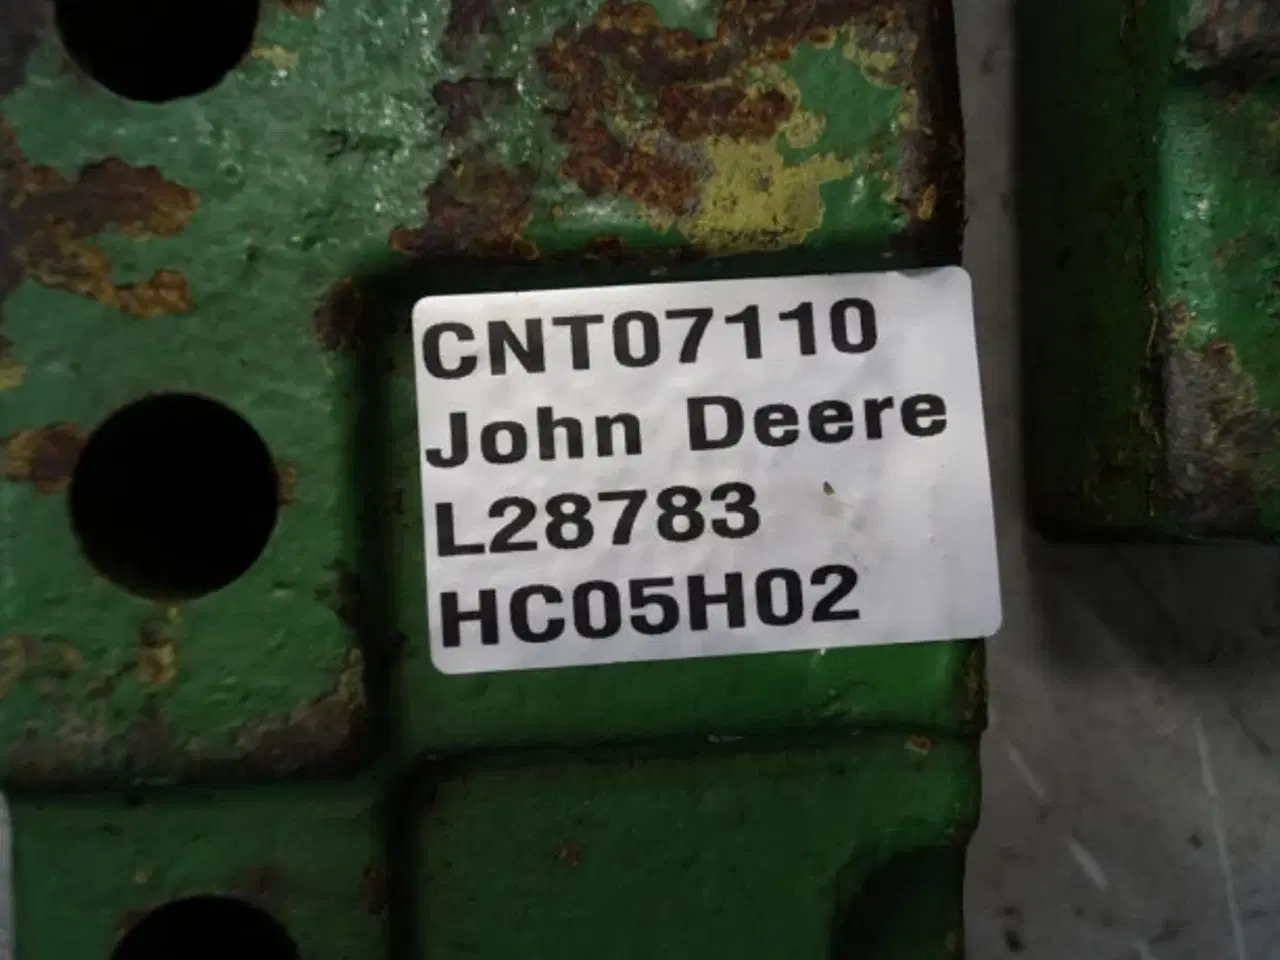 CNT07110
John Deere
L28783
HC05H02